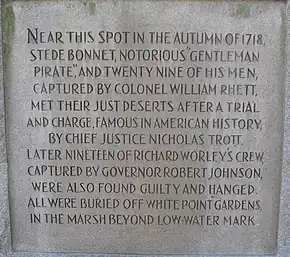 NEAR THIS SPOT IN THE AUTUMN OF 1718,
STEDE BONNET, NOTORIOUS "GENTLEMAN
PIRATE", AND TWENTY NINE OF HIS MEN,
CAPTURED BY COLONEL WILLIAM RHETT,
MET THEIR JUST DESERTS AFTER A TRIAL
AND CHARGE, FAMOUS IN AMERICAN HISTORY,
BY CHIEF JUSTICE NICHOLAS TROTT.
LATER NINETEEN OF RICHARD WORLEY'S CREW,
CAPTURED BY GOVERNOR ROBERT JOHNSON,
WERE ALSO FOUND GUILTY AND HANGED.
ALL WERE BURIED OFF WHITE POINT GARDENS,
IN THE MARSH BEYOND LOW-WATER MARK.